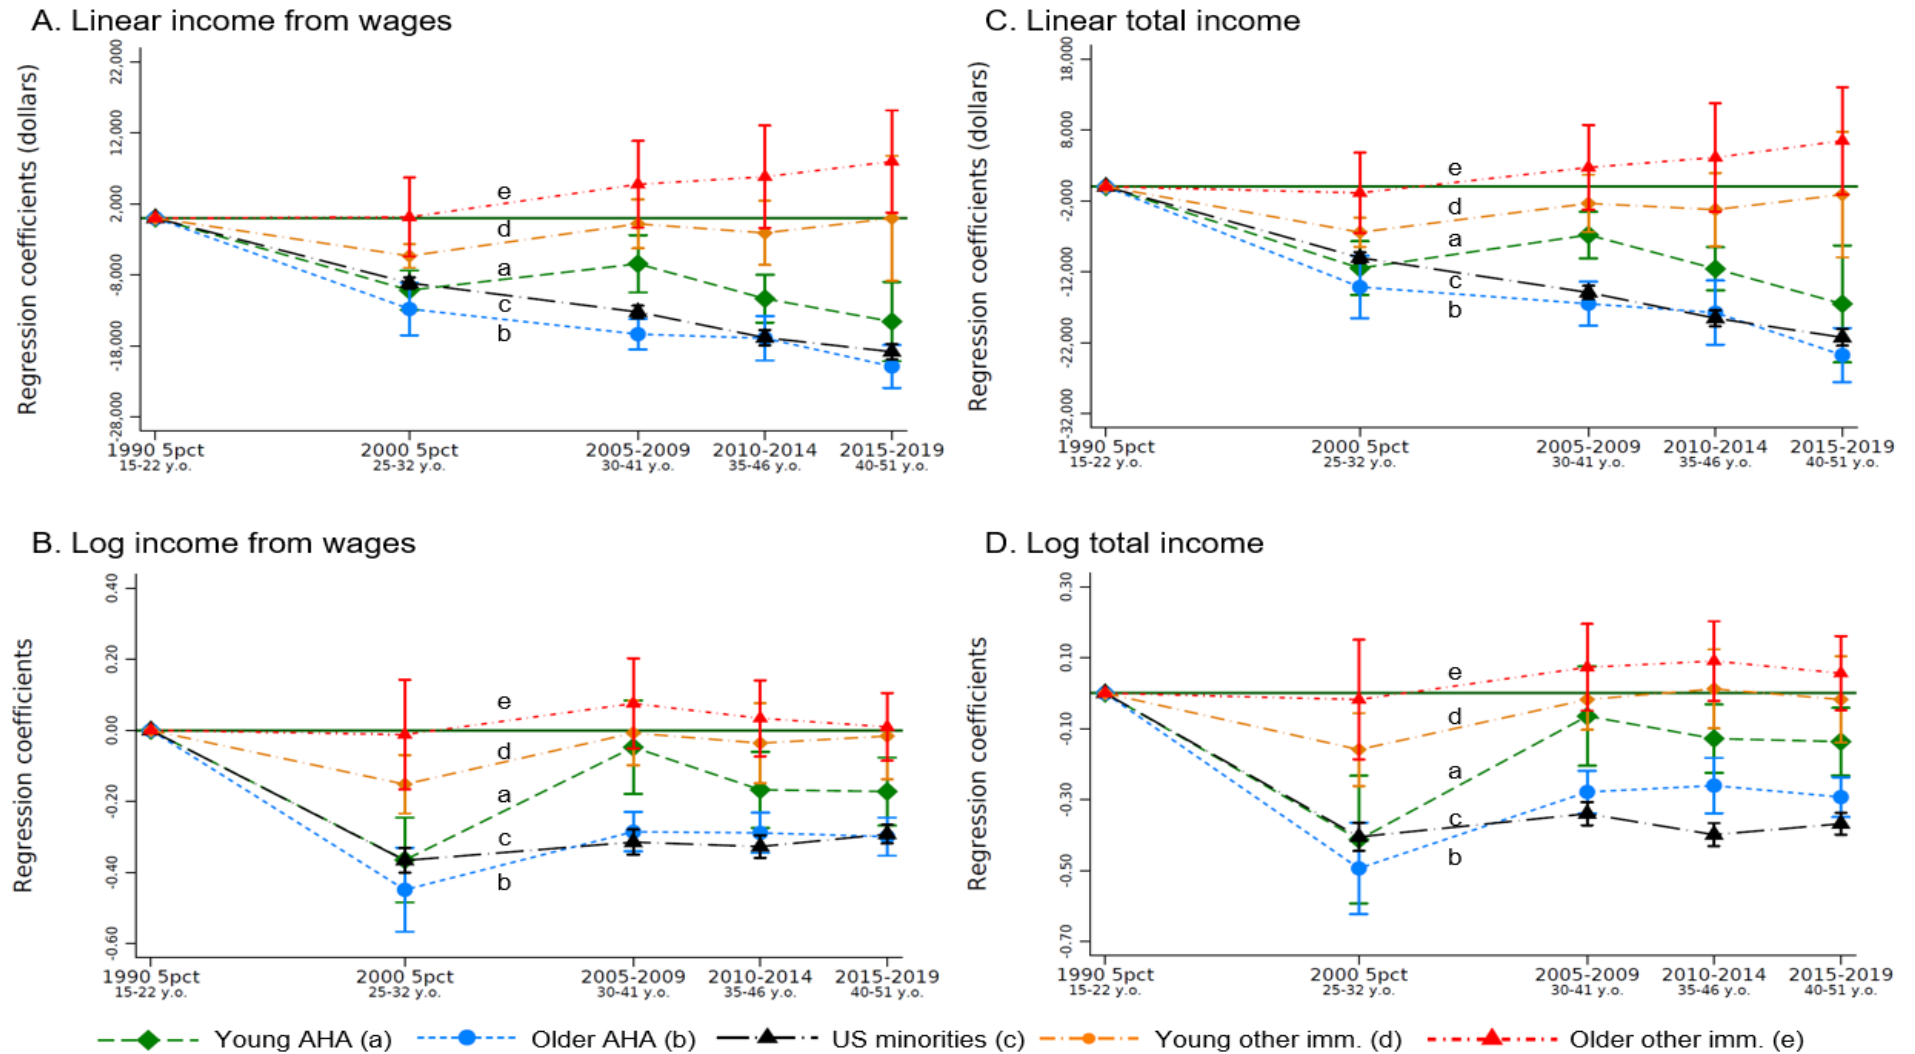 A. Linear income from wages
Regression coefficients (dollars)
22,000
12,000
2,000
-8,000
-18,000
-28,000
e
d
a
c
b
1990 5pct
15-22 y.o.
2000 5pct
25-32 y.o.
2005-2009
30-41 y.o.
2010-2014
35-46 y.o.
2015-2019
40-51 y.o.
C. Linear total income
Regression coefficients (dollars)
18,000
8,000
-2,000
-12,000
-22,000
-32,000
e
d
a
c
b
1990 5pct
15-22 y.o.
2000 5pct
25-32 y.o.
2005-2009
30-41 y.o.
2010-2014
35-46 y.o.
2015-2019
40-51 y.o.
B. Log income from wages
Regression coefficients
0.40
0.20
0.00
-0.20
-0.40
-0.60
e
d
a
c
b
1990 5pct
15-22 y.o.
2000 5pct
25-32 y.o.
2005-2009
30-41 y.o.
2010-2014
35-46 y.o.
2015-2019
40-51 y.o.
D. Log total income
Regression coefficients
0.30
0.10
-0.10
-0.30
-0.50
-0.70
e
d
a
c
b
1990 5pct
15-22 y.o.
2000 5pct
25-32 y.o.
2005-2009
30-41 y.o.
2010-2014
35-46 y.o.
2015-2019
40-51 y.o.
Young AHA (a) Older AHA (b) US minorities (c) Young other imm. (d) Older other imm. (e)